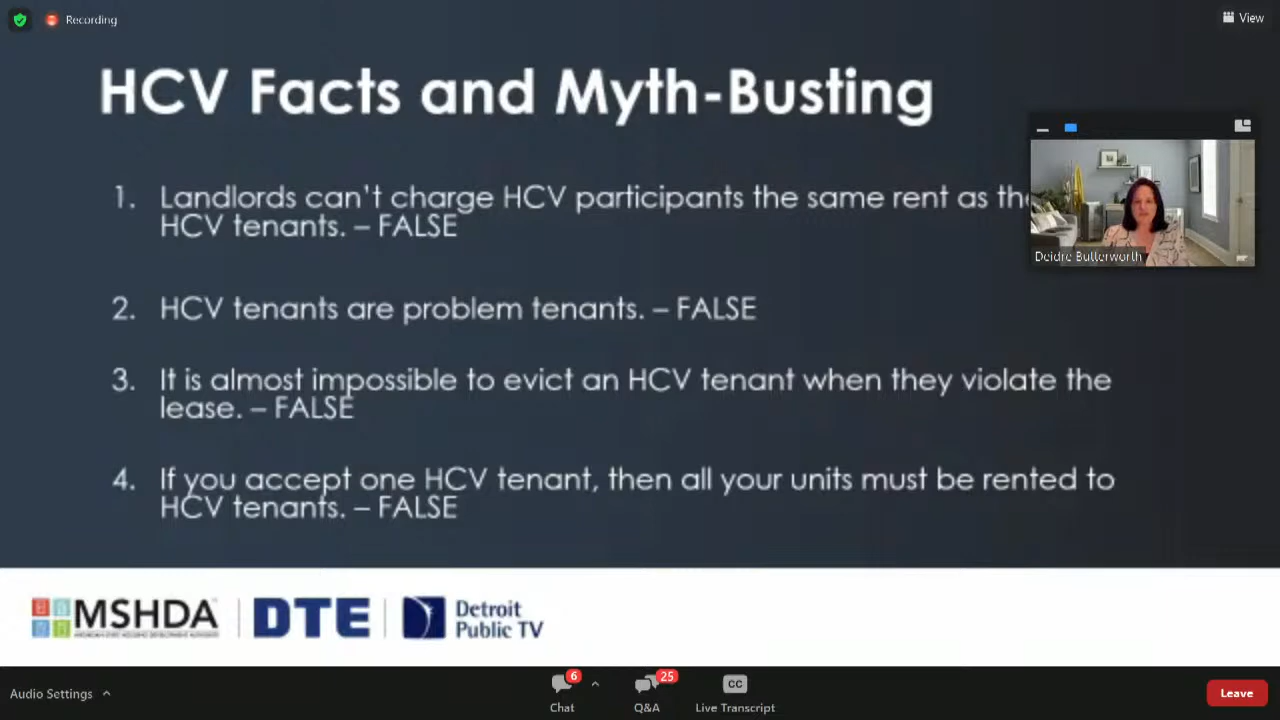 Recording
View
HCV Facts and Myth-Busting
1. Landlords can't charge HCV participants the same rent as
HCV tenants. – FALSE
Deidre Butterworth
2. HCV tenants are problem tenants. – FALSE
3. It is almost impossible to evict an HCV tenant when they violate the
lease. – FALSE
4. If you accept one HCV tenant, then all your units must be rented to
HCV tenants. – FALSE
MSHDA
DTE
Detroit
Public TV
Audio Settings
6
Chat
25
Q&A
CC
Live Transcript
Leave